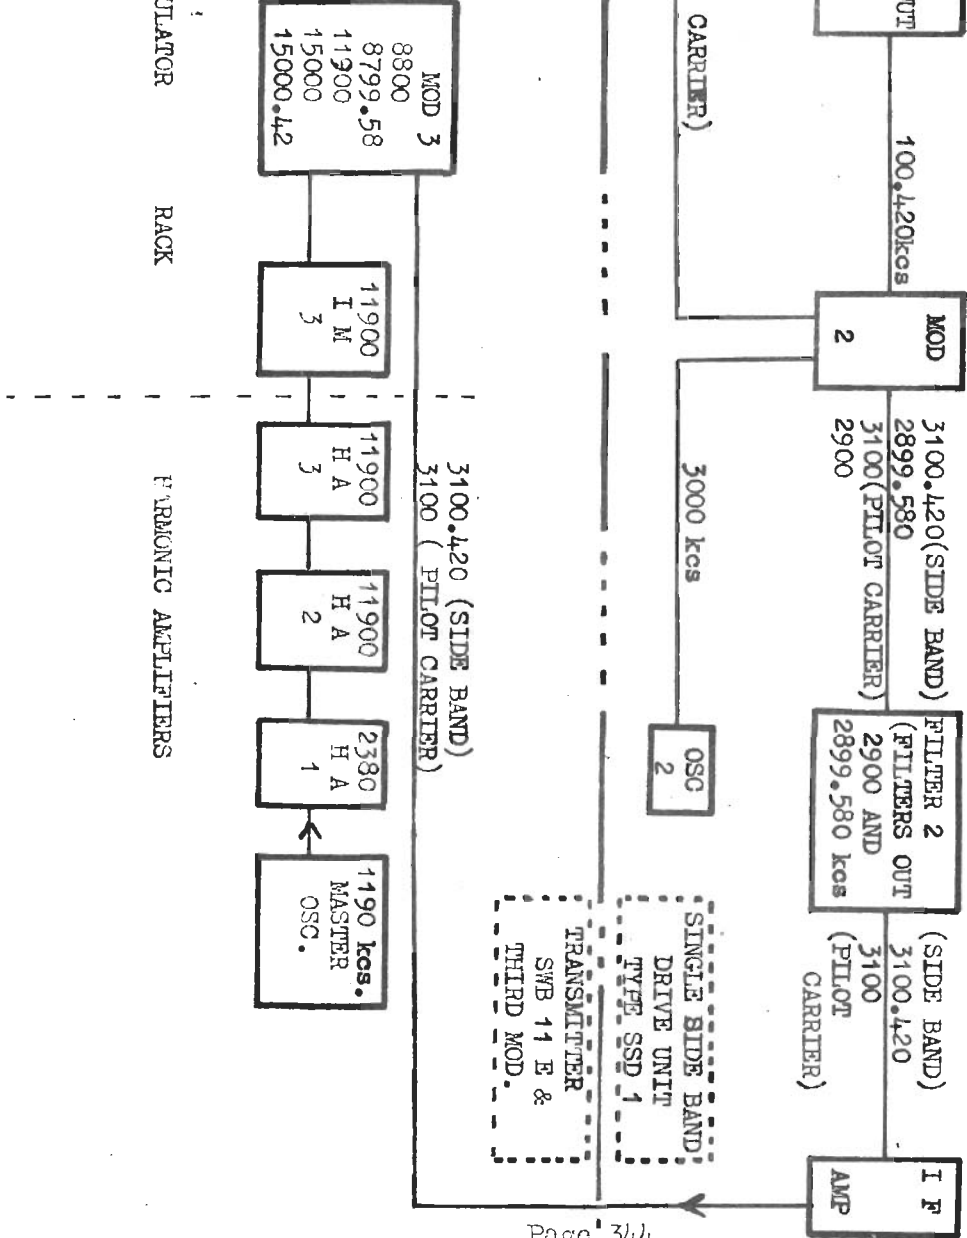 UT
100.420kcs
MOD
2
3100.420(SIDE BAND)
2899.580
3100(PILOT CARRIER)
2900
FILTER 2
(FILTERS OUT
2900 AND
2899.580 kcs
(SIDE BAND)
3100.420
3100
(PILOT
CARRIER)
I F
AMP
CARRIER)
3000 kcs
OSC
2
SINGLE SIDE BAND
DRIVE UNIT
TYPE SSD 1
TRANSMITTER
SWB 11 E &
THIRD MOD.
3100.420 (SIDE BAND)
3100 ( PILOT CARRIER)
MOD 3
8800
8799.58
11900
15000
15000.42
11900
I M
3
11900
H A
3
11900
H A
2
2380
H A
1
1190 kcs.
MASTER
OSC.
ULATOR RACK
HARMONIC AMPLIFIERS
Page 344